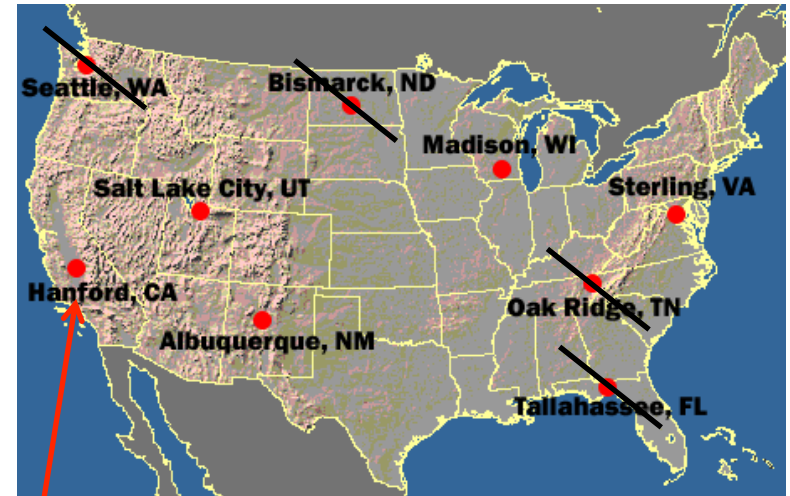 Seattle, WA
Bismarck, ND
Madison, WI
Salt Lake City, UT
Sterling, VA
Hanford, CA
Oak Ridge, TN
Albuquerque, NM
Tallahassee, FL